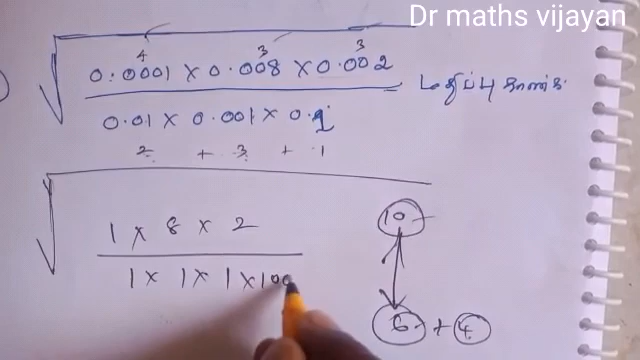 Dr maths vijayan
4 3 3
0.0001 × 0.008 × 0.002
மதிப்பு காண்க.
0.01 × 0.001 × 0.1
2 + 3 + 1
1 × 8 × 2
10
1 × 1 × 1 × 100
6 + 4